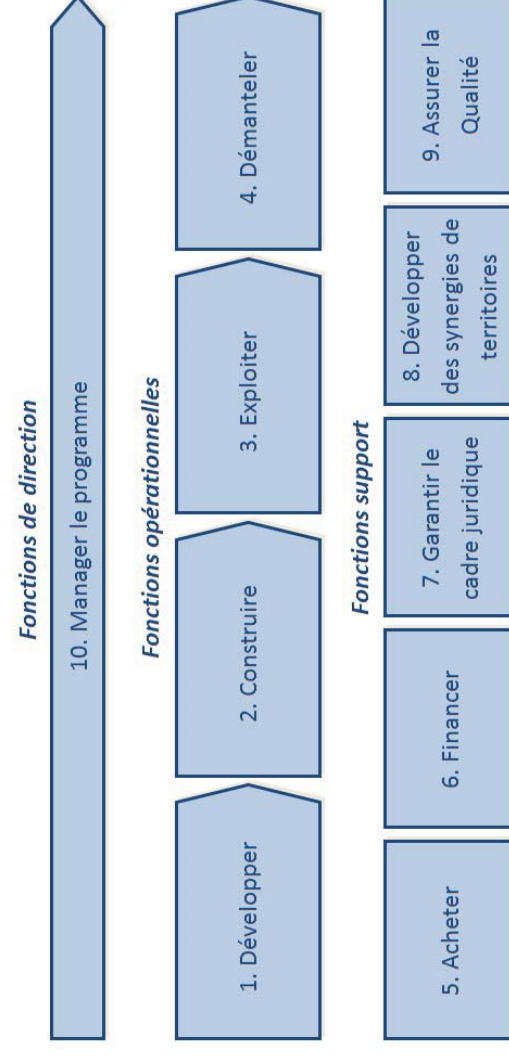 Fonctions de direction
10. Manager le programme
Fonctions opérationnelles
1. Développer
2. Construire
3. Exploiter
4. Démanteler
Fonctions support
5. Acheter
6. Financer
7. Garantir le
cadre juridique
8. Développer
des synergies de
territoires
9. Assurer la
Qualité